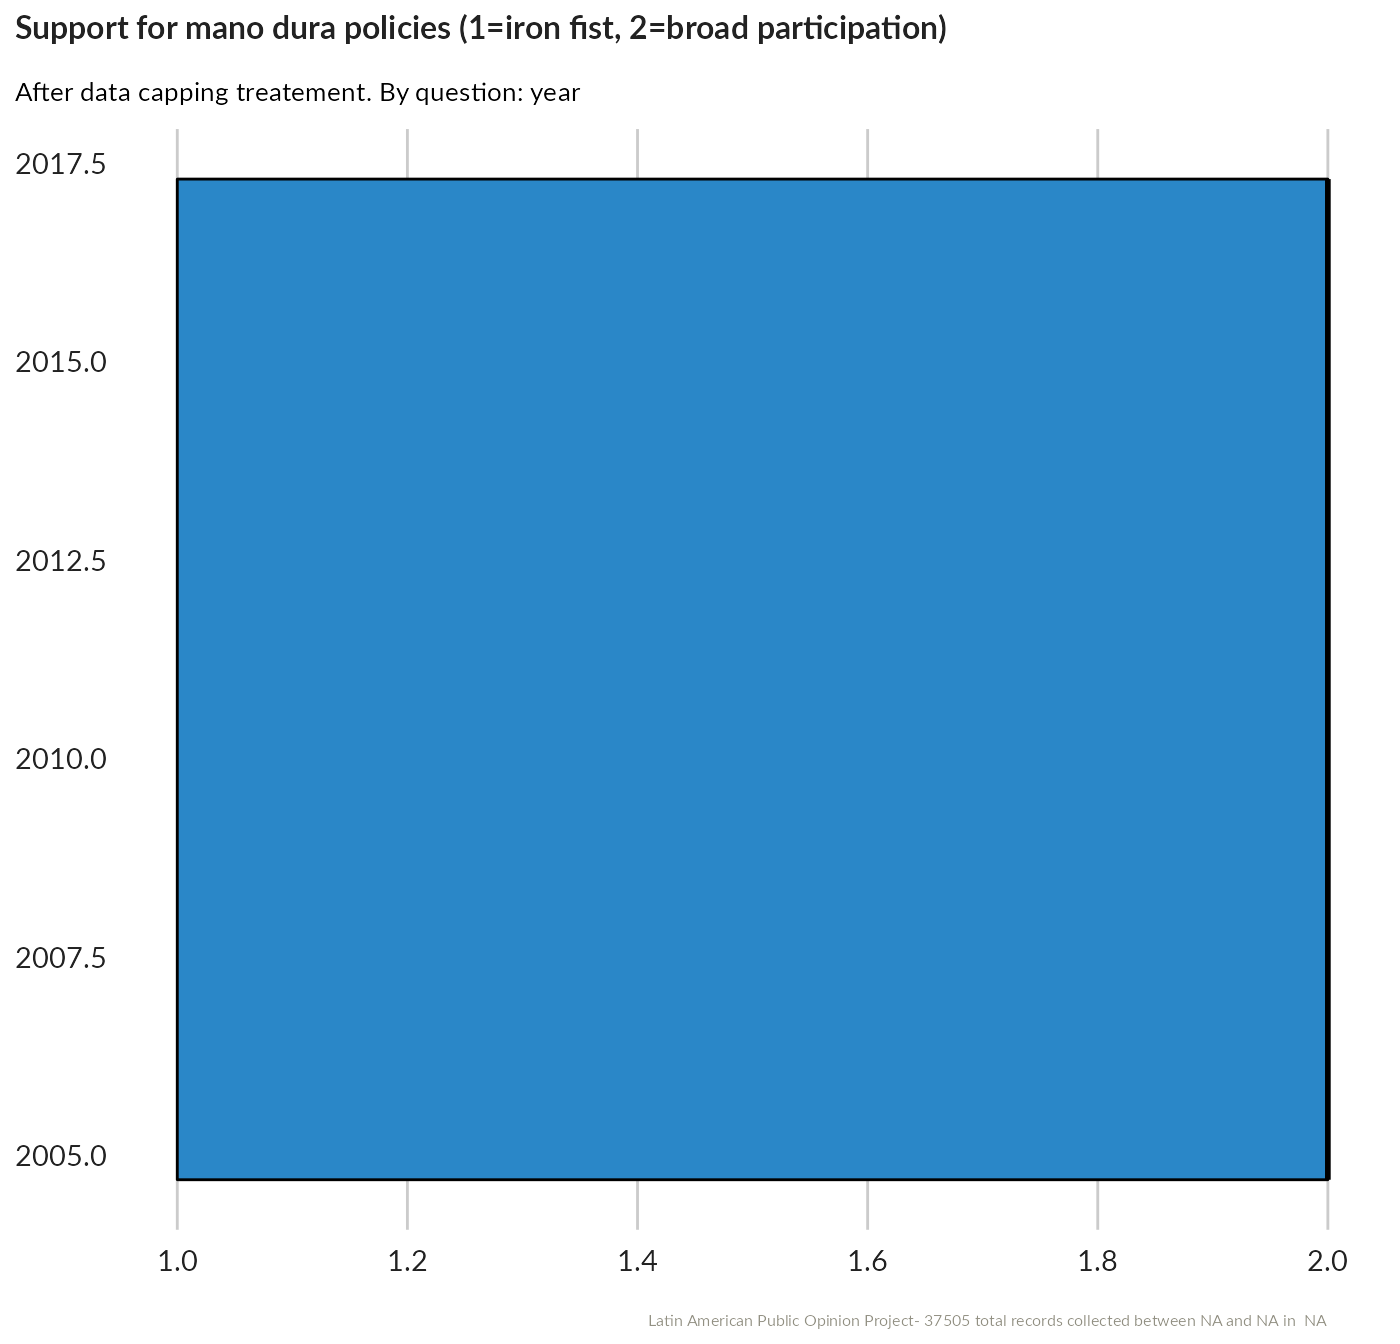 Support for mano dura policies (1=iron fist, 2=broad participation)
After data capping treatement. By question: year
2017.5
2015.0
2012.5
2010.0
2007.5
2005.0
1.0 1.2 1.4 1.6 1.8 2.0
Latin American Public Opinion Project- 37505 total records collected between NA and NA in  NA